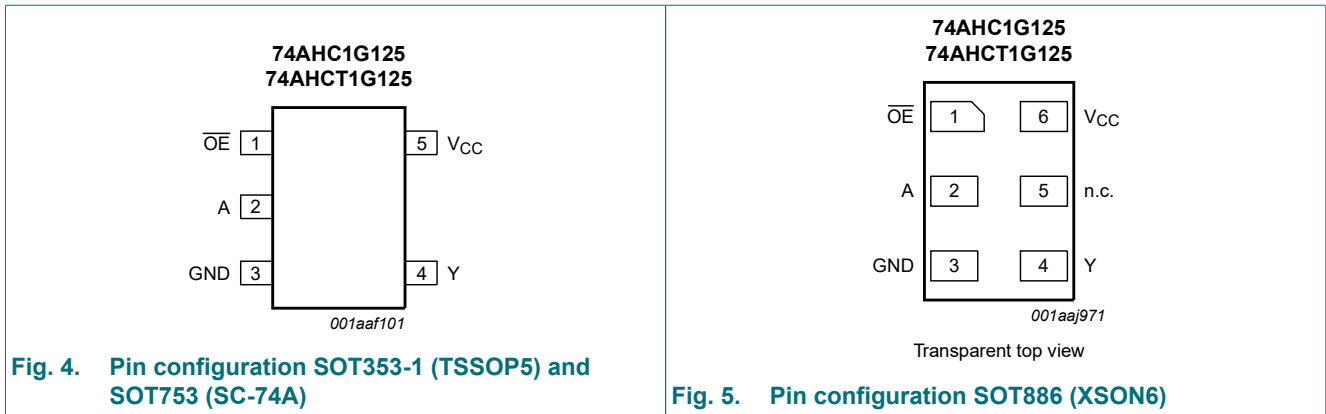 74AHC1G125
74AHCT1G125
OE 1
5 VCC
A 2
GND 3
4 Y
001aaf101
Fig. 4. Pin configuration SOT353-1 (TSSOP5) and
SOT753 (SC-74A)
74AHC1G125
74AHCT1G125
OE 1
6 VCC
A 2
5 n.c.
GND 3
4 Y
001aaj971
Transparent top view
Fig. 5. Pin configuration SOT886 (XSON6)